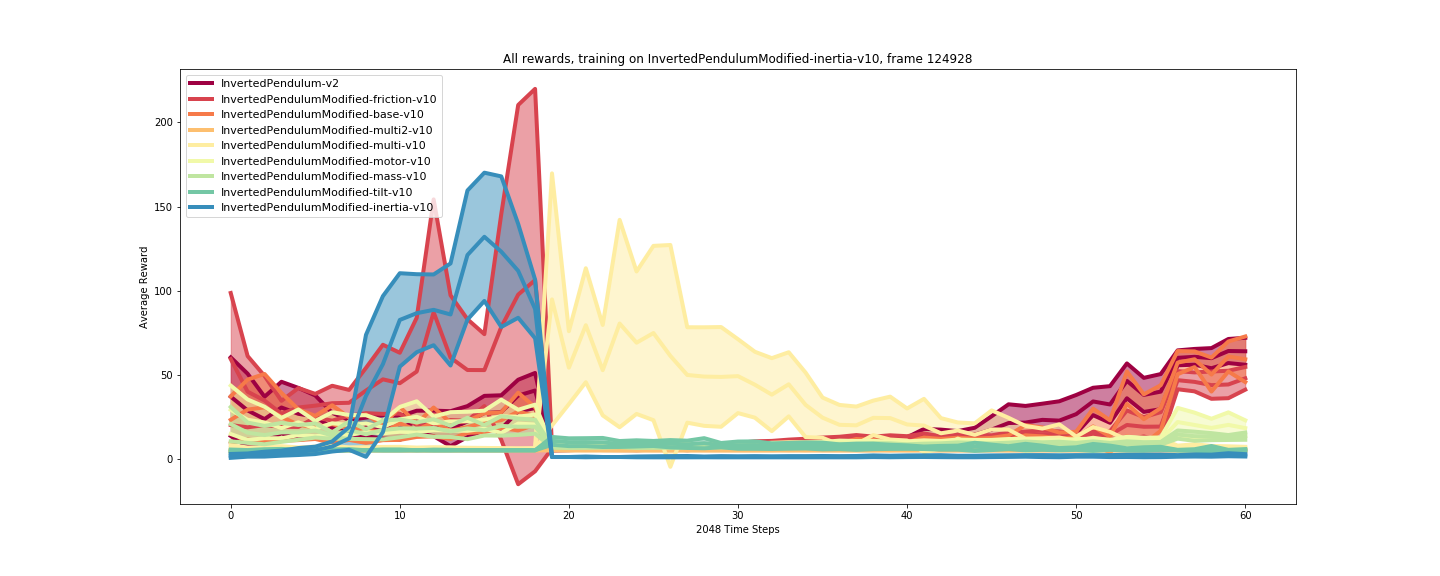 All rewards, training on InvertedPendulumModified-inertia-v10, frame 124928
InvertedPendulum-v2
InvertedPendulumModified-friction-v10
InvertedPendulumModified-base-v10
InvertedPendulumModified-multi2-v10
InvertedPendulumModified-multi-v10
InvertedPendulumModified-motor-v10
InvertedPendulumModified-mass-v10
InvertedPendulumModified-tilt-v10
InvertedPendulumModified-inertia-v10
Average Reward
200
150
100
50
0
0 10 20 30 40 50 60
2048 Time Steps